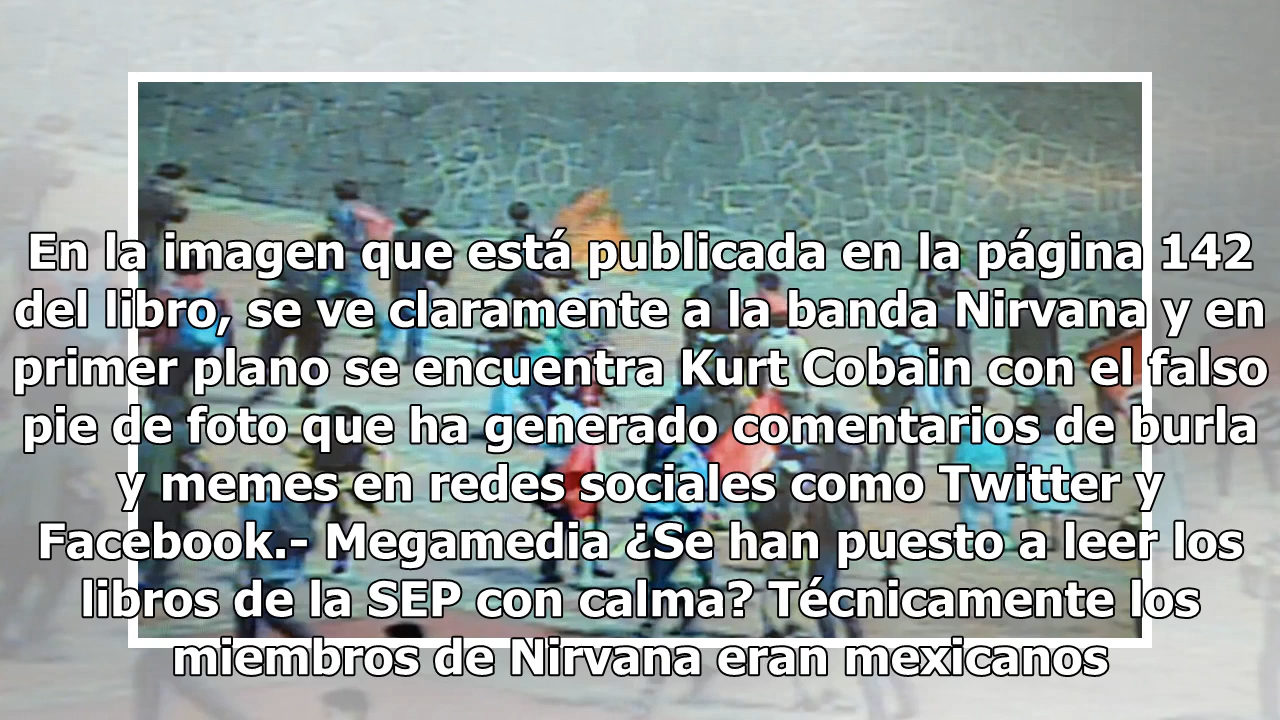 En la imagen que está publicada en la página 142
del libro, se ve claramente a la banda Nirvana y en
primer plano se encuentra Kurt Cobain con el falso
pie de foto que ha generado comentarios de burla
y memes en redes sociales como Twitter y
Facebook.- Megamedia ¿Se han puesto a leer los
libros de la SEP con calma? Técnicamente los
miembros de Nirvana eran mexicanos